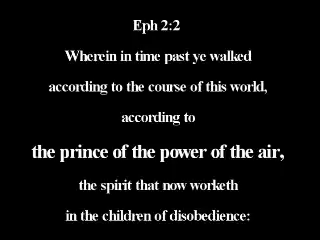 Eph 2:2
Wherein in time past ye walked
according to the course of this world,
according to
the prince of the power of the air,
the spirit that now worketh
in the children of disobedience: